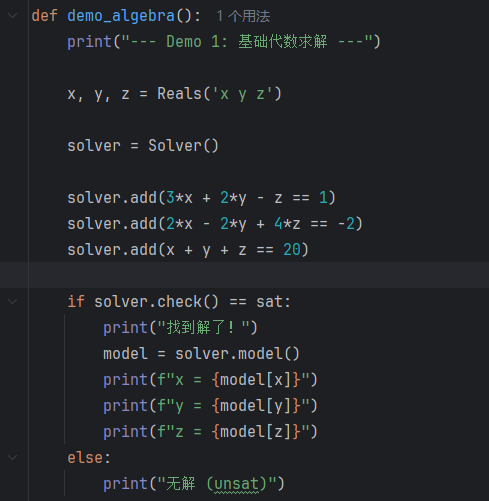 def demo_algebra():  1 个用法
    print("--- Demo 1: 基础代数求解 ---")
    x, y, z = Reals('x y z')
    solver = Solver()
    solver.add(3*x + 2*y - z == 1)
    solver.add(2*x - 2*y + 4*z == -2)
    solver.add(x + y + z == 20)
    if solver.check() == sat:
        print("找到解了！")
        model = solver.model()
        print(f"x = {model[x]}")
        print(f"y = {model[y]}")
        print(f"z = {model[z]}")
    else:
        print("无解 (unsat)")